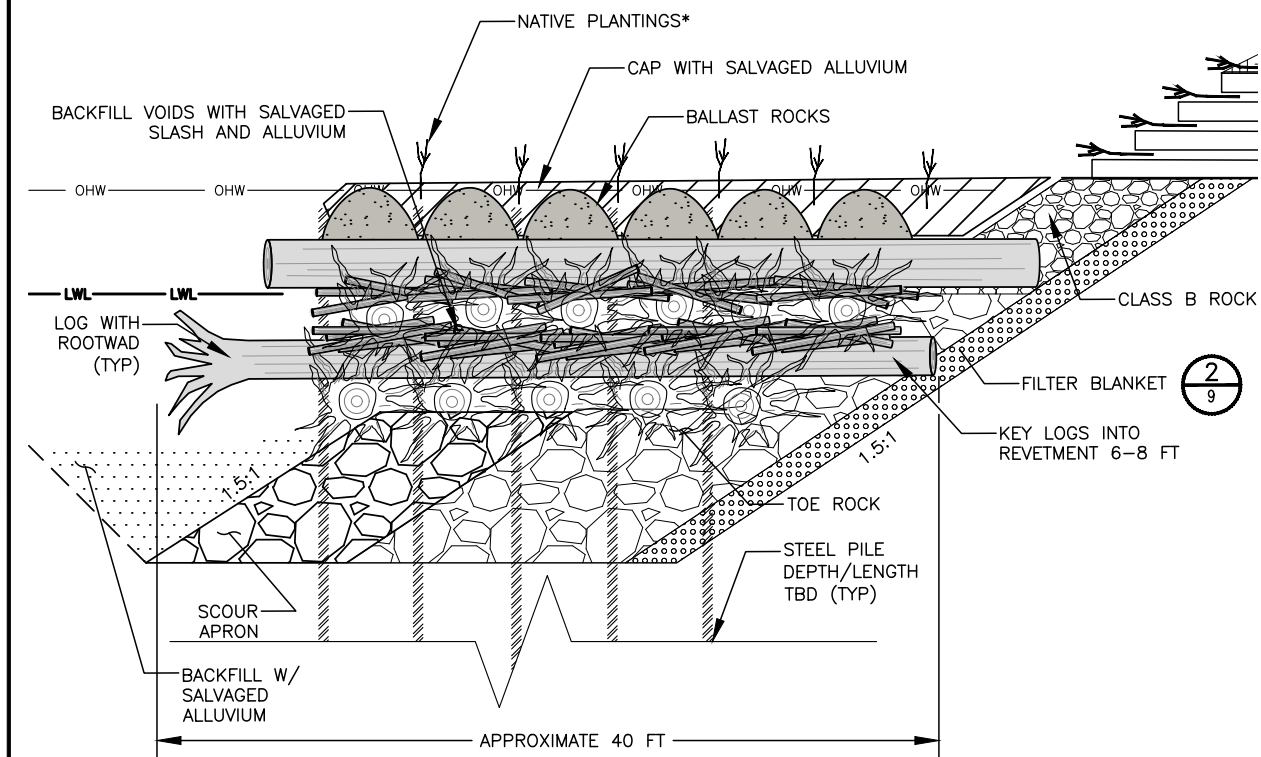 NATIVE PLANTINGS*
CAP WITH SALVAGED ALLUVIUM
BACKFILL VOIDS WITH SALVAGED
SLASH AND ALLUVIUM
BALLAST ROCKS
OHW OHW OHW OHW OHW OHW OHW
LWL LWL
LOG WITH
ROOTWAD
(TYP)
CLASS B ROCK
FILTER BLANKET
2
9
KEY LOGS INTO
REVETMENT 6-8 FT
1.5:1
1.5:1
TOE ROCK
STEEL PILE
DEPTH/LENGTH
TBD (TYP)
SCOUR
APRON
BACKFILL W/
SALVAGED
ALLUVIUM
APPROXIMATE 40 FT